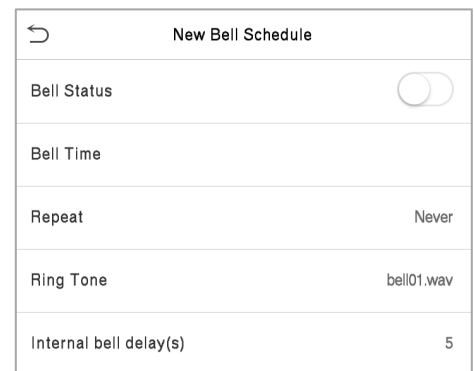 New Bell Schedule
Bell Status
Bell Time
Repeat Never
Ring Tone bell01.wav
Internal bell delay(s) 5